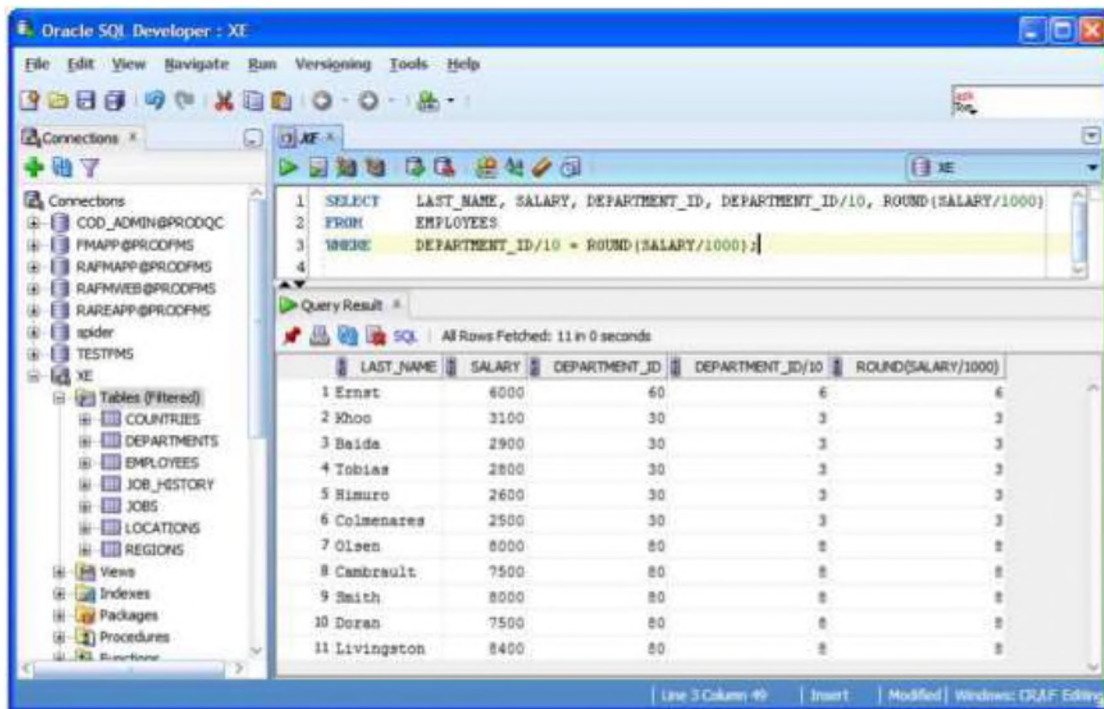 Oracle SQL Developer : XE
File Edit View Navigate Run Versioning Tools Help
Connections
XE
XE
Connections
COD_ADMIN@PRODQC
FMAPP@PRODFMS
RAFMAPP@PRODFMS
RAFMWEB@PRODFMS
RAREAPP@PRODFMS
spider
TESTFMS
XE
Tables (Filtered)
COUNTRIES
DEPARTMENTS
EMPLOYEES
JOB_HISTORY
JOBS
LOCATIONS
REGIONS
Views
Indexes
Packages
Procedures
Functions
1 SELECT LAST_NAME, SALARY, DEPARTMENT_ID, DEPARTMENT_ID/10, ROUND(SALARY/1000)
2 FROM EMPLOYEES
3 WHERE DEPARTMENT_ID/10 = ROUND(SALARY/1000);
4
Query Result
SQL | All Rows Fetched: 11 in 0 seconds
LAST_NAME SALARY DEPARTMENT_ID DEPARTMENT_ID/10 ROUND(SALARY/1000)
1 Ernst 6000 60 6 6
2 Khoo 3100 30 3 3
3 Baida 2900 30 3 3
4 Tobias 2800 30 3 3
5 Himuro 2600 30 3 3
6 Colmenares 2500 30 3 3
7 Olsen 8000 80 8 8
8 Cambrault 7500 80 8 8
9 Smith 8000 80 8 8
10 Doran 7500 80 8 8
11 Livingston 8400 80 8 8
Line 3 Column 49 | Insert | Modified | Windows: CR/LF Editing